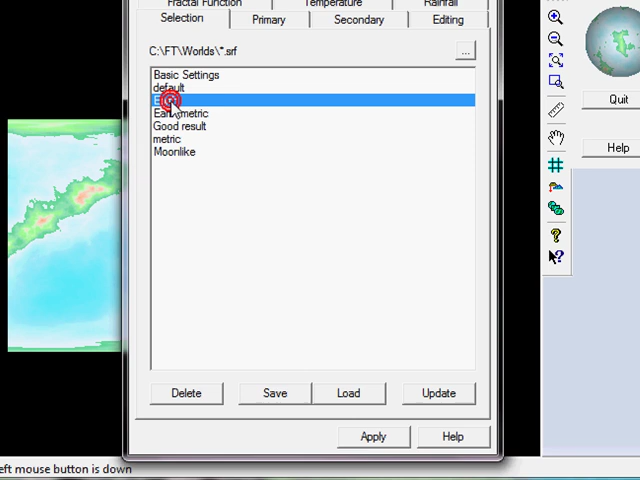 Fractal Function Temperature Rainfall
Selection Primary Secondary Editing
C:\FT\Worlds\*.srf
...
Basic Settings
default
metric
Good result
metric
Moonlike
Delete Save Load Update
Apply Help
Quit
Help
eft mouse button is down